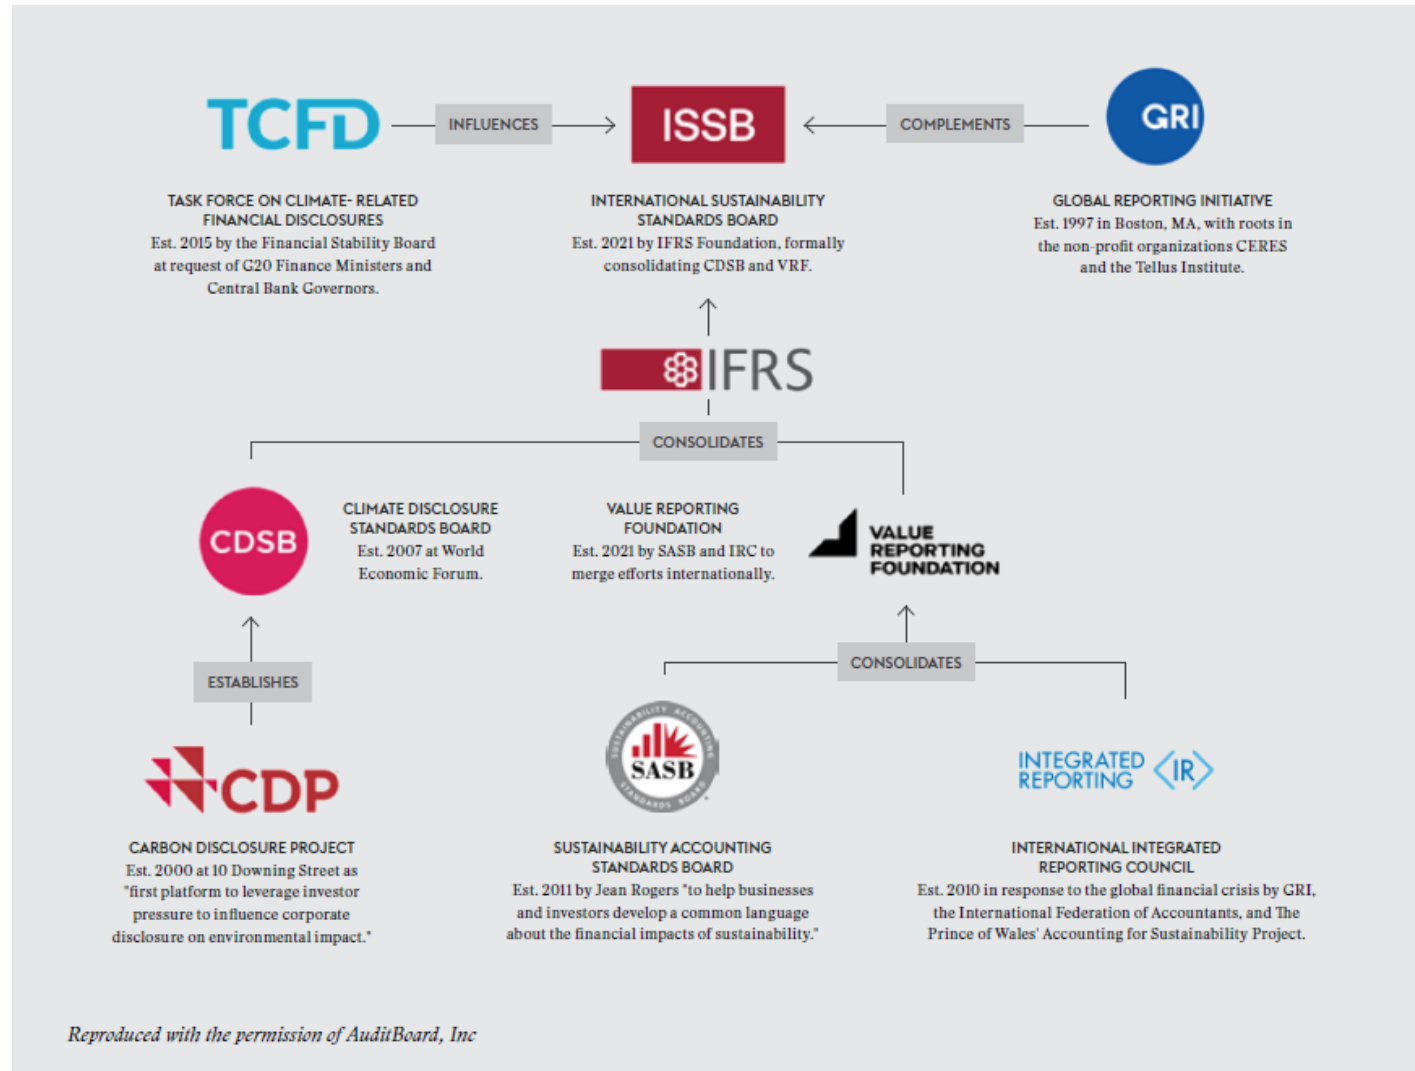 TCFD
INFLUENCES
ISSB
COMPLEMENTS
GRI
TASK FORCE ON CLIMATE- RELATED
FINANCIAL DISCLOSURES
Est. 2015 by the Financial Stability Board
at request of G20 Finance Ministers and
Central Bank Governors.
INTERNATIONAL SUSTAINABILITY
STANDARDS BOARD
Est. 2021 by IFRS Foundation, formally
consolidating CDSB and VRF.
GLOBAL REPORTING INITIATIVE
Est. 1997 in Boston, MA, with roots in
the non-profit organizations CERES
and the Tellus Institute.
IFRS
CONSOLIDATES
CDSB
CLIMATE DISCLOSURE
STANDARDS BOARD
Est. 2007 at World
Economic Forum.
VALUE REPORTING
FOUNDATION
Est. 2021 by SASB and IRC to
merge efforts internationally.
VALUE
REPORTING
FOUNDATION
ESTABLISHES
CONSOLIDATES
CDP
SUSTAINABILITY ACCOUNTING
SASB
STANDARDS BOARD
INTEGRATED
REPORTING
<IR>
CARBON DISCLOSURE PROJECT
Est. 2000 at 10 Downing Street as
"first platform to leverage investor
pressure to influence corporate
disclosure on environmental impact."
SUSTAINABILITY ACCOUNTING
STANDARDS BOARD
Est. 2011 by Jean Rogers "to help businesses
and investors develop a common language
about the financial impacts of sustainability."
INTERNATIONAL INTEGRATED
REPORTING COUNCIL
Est. 2010 in response to the global financial crisis by GRI,
the International Federation of Accountants, and The
Prince of Wales' Accounting for Sustainability Project.
Reproduced with the permission of AuditBoard, Inc